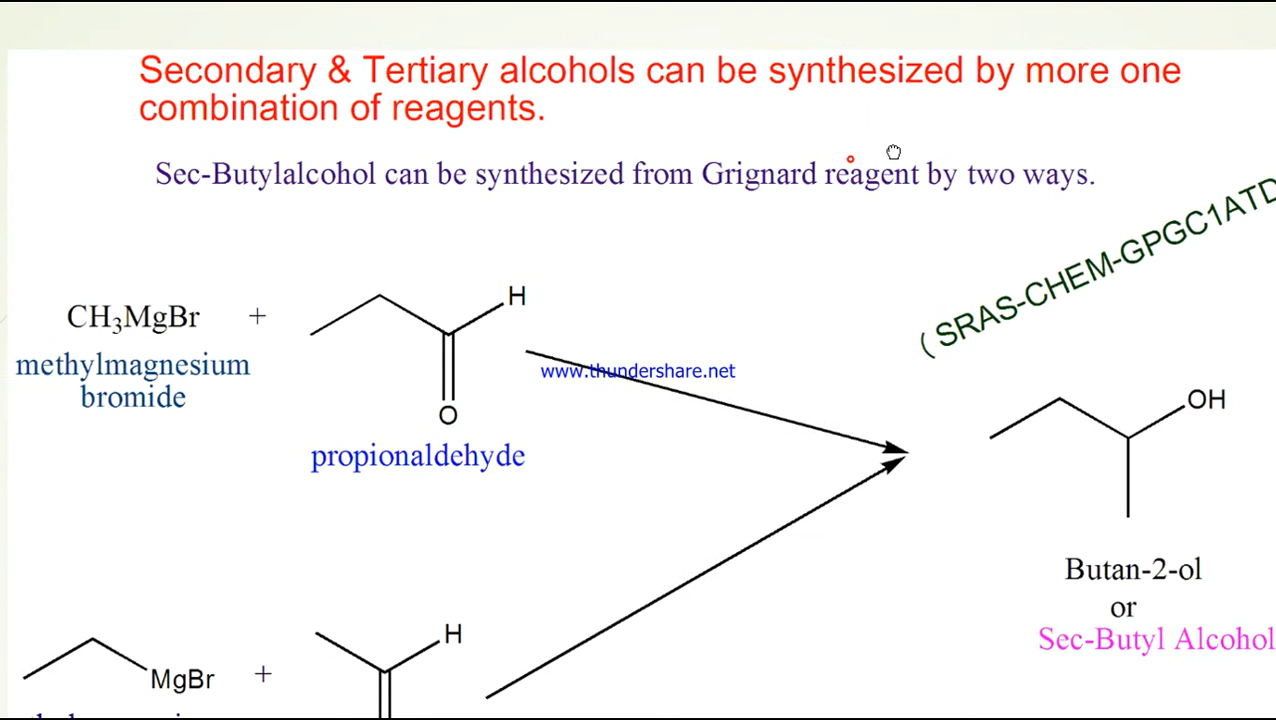 Secondary & Tertiary alcohols can be synthesized by more one
combination of reagents.
Sec-Butylalcohol can be synthesized from Grignard reagent by two ways.
( SRAS-CHEM-GPGC1ATD
H
CH₃MgBr +
methylmagnesium
bromide
www.thundershare.net
O
propionaldehyde
OH
Butan-2-ol
or
Sec-Butyl Alcohol
H
MgBr +